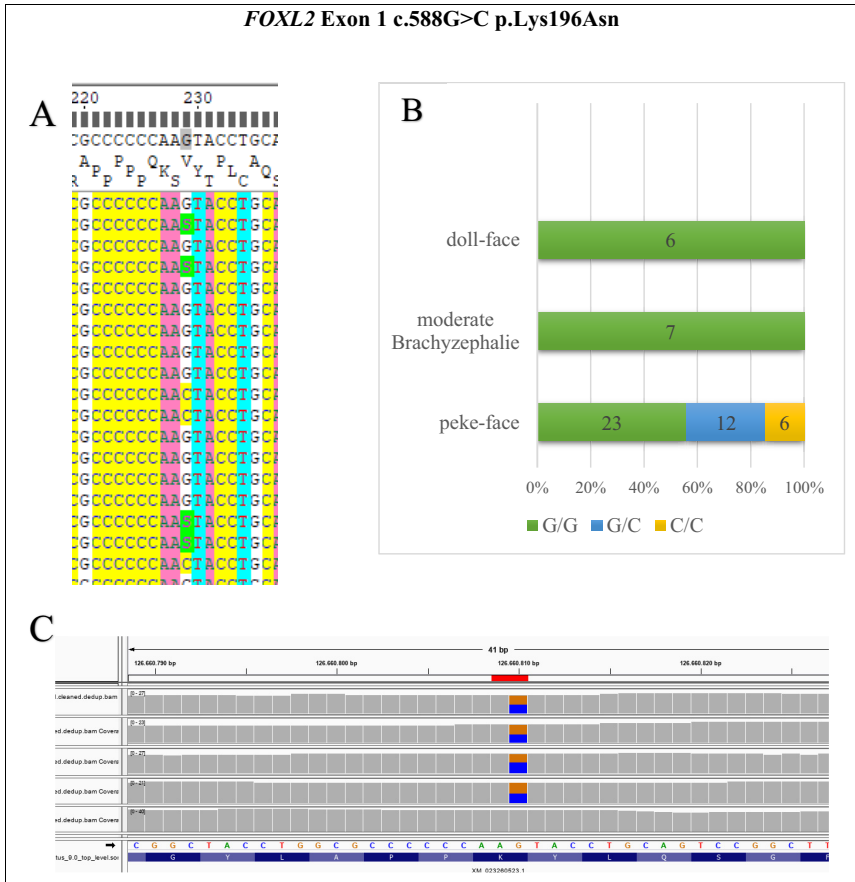 FOXL2 Exon 1 c.588G>C p.Lys196Asn
A
220 230
CGCCCCCCAAGTACCTGCA
A P P Q V P A
P P K Y L Q
R P P S T C S
CGCCCCCCAAGTACCTGCA
CGCCCCCCAASTACCTGCA
CGCCCCCCAAGTACCTGCA
CGCCCCCCAASTACCTGCA
CGCCCCCCAAGTACCTGCA
CGCCCCCCAAGTACCTGCA
CGCCCCCCAAGTACCTGCA
CGCCCCCCAAGTACCTGCA
CGCCCCCCAAGTACCTGCA
CGCCCCCCAACTACCTGCA
CGCCCCCCAACTACCTGCA
CGCCCCCCAAGTACCTGCA
CGCCCCCCAAGTACCTGCA
CGCCCCCCAAGTACCTGCA
CGCCCCCCAAGTACCTGCA
CGCCCCCCAASTACCTGCA
CGCCCCCCAASTACCTGCA
CGCCCCCCAACTACCTGCA
CGCCCCCCAACTACCTGCA
B
doll-face 6
moderate
Brachyzephalie 7
peke-face 23 12 6
0% 20% 40% 60% 80% 100%
G/G G/C C/C
C
41 bp
126.660.790 bp 126.660.800 bp 126.660.810 bp 126.660.820 bp
l.cleaned.dedup.bam [0 - 27]
ed.dedup.bam Covera [0 - 23]
ed.dedup.bam Covera [0 - 27]
ed.dedup.bam Covera [0 - 21]
ed.dedup.bam Covera [0 - 40]
C G G C T A C C T G G C G C C C C C C A A G T A C C T G C A G T C C G G C T T
tus_9.0_top_level.sor G Y L A P P K Y L Q S G F
XM_023260523.1